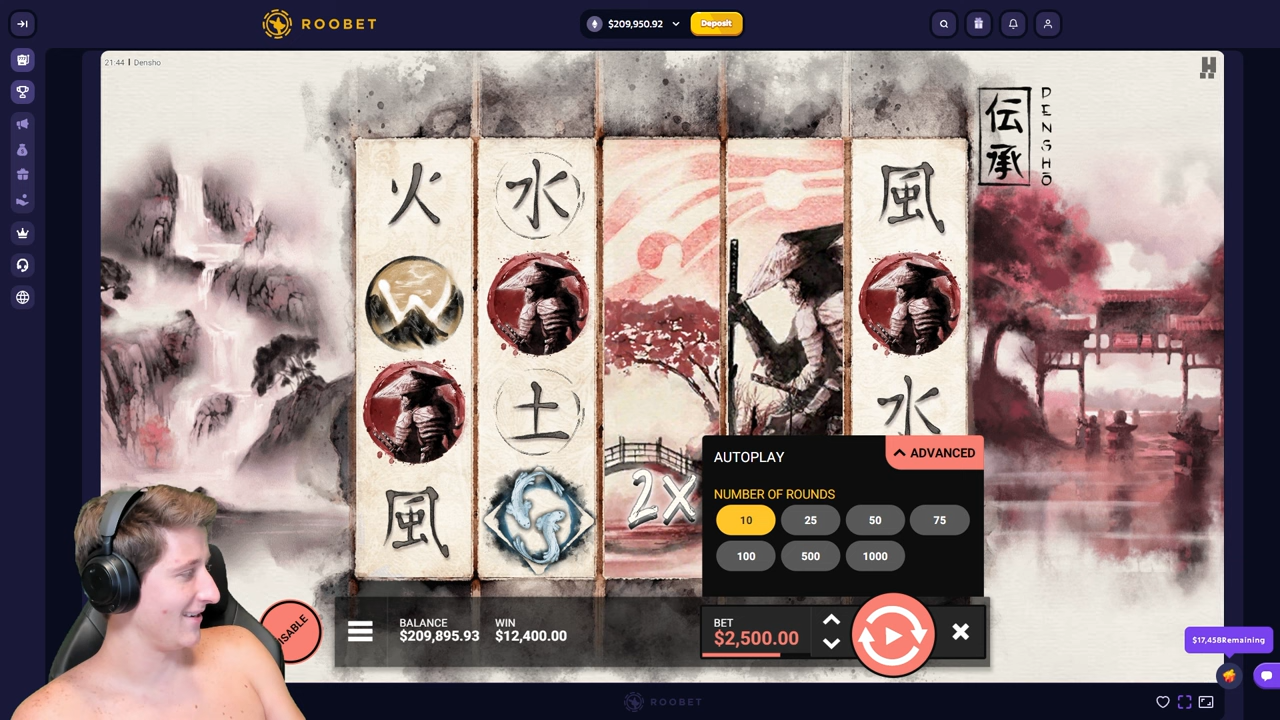 ROOBET
$209,950.92
Deposit
21:44 | Densho
伝承
DENSHŌ
火
水
風
水
土
風
2X
AUTOPLAY
ADVANCED
NUMBER OF ROUNDS
10
25
50
75
100
500
1000
BALANCE
$209,895.93
WIN
$12,400.00
BET
$2,500.00
$17,458Remaining
ROOBET